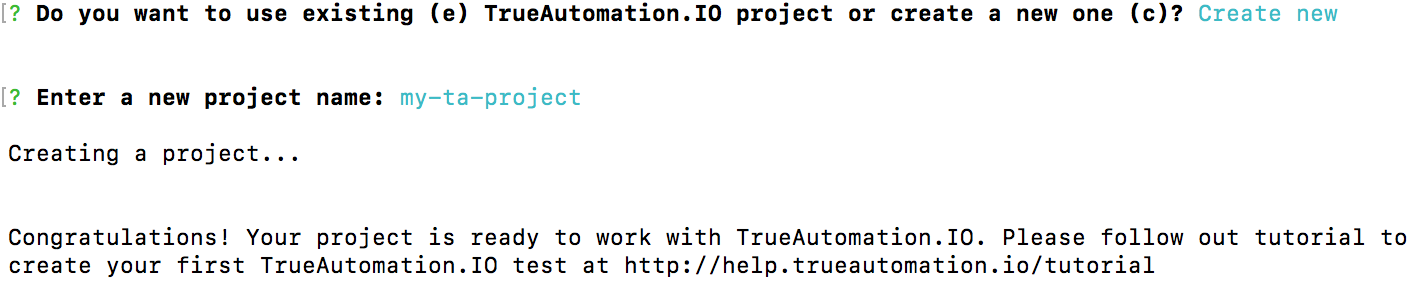 [? Do you want to use existing (e) TrueAutomation.IO project or create a new one (c)? Create new
[? Enter a new project name: my-ta-project
Creating a project...
Congratulations! Your project is ready to work with TrueAutomation.IO. Please follow out tutorial to
create your first TrueAutomation.IO test at http://help.trueautomation.io/tutorial